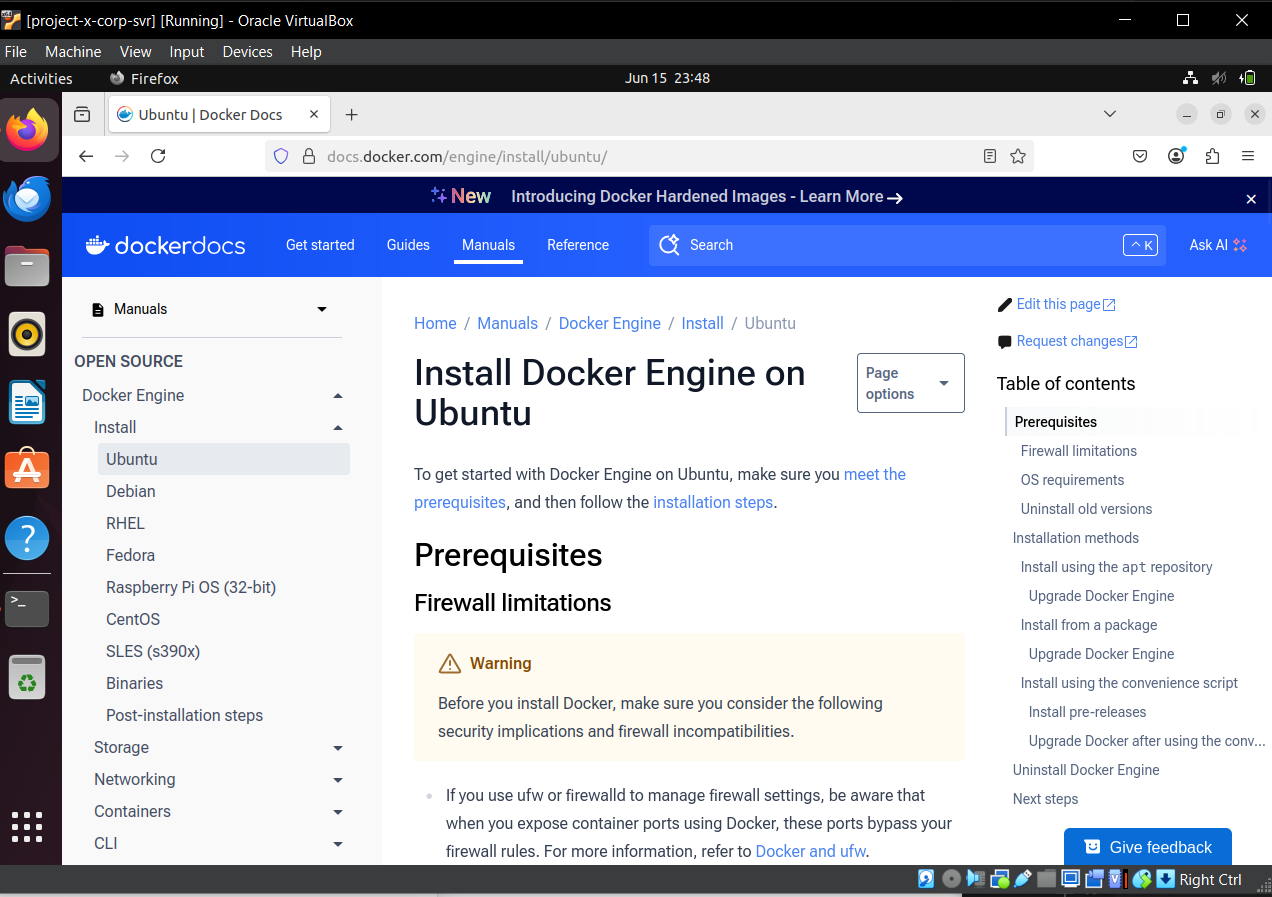 [project-x-corp-svr] [Running] - Oracle VirtualBox
File Machine View Input Devices Help
Activities Firefox Jun 15 23:48
Ubuntu | Docker Docs
docs.docker.com/engine/install/ubuntu/
New Introducing Docker Hardened Images - Learn More
dockerdocs Get started Guides Manuals Reference Search ^ K Ask AI
Manuals
OPEN SOURCE
Docker Engine
Install
Ubuntu
Debian
RHEL
Fedora
Raspberry Pi OS (32-bit)
CentOS
SLES (s390x)
Binaries
Post-installation steps
Storage
Networking
Containers
CLI
Home / Manuals / Docker Engine / Install / Ubuntu
Install Docker Engine on
Ubuntu
Page
options
To get started with Docker Engine on Ubuntu, make sure you meet the
prerequisites, and then follow the installation steps.
Prerequisites
Firewall limitations
Warning
Before you install Docker, make sure you consider the following
security implications and firewall incompatibilities.
If you use ufw or firewalld to manage firewall settings, be aware that
when you expose container ports using Docker, these ports bypass your
firewall rules. For more information, refer to Docker and ufw.
Edit this page
Request changes
Table of contents
Prerequisites
Firewall limitations
OS requirements
Uninstall old versions
Installation methods
Install using the apt repository
Upgrade Docker Engine
Install from a package
Upgrade Docker Engine
Install using the convenience script
Install pre-releases
Upgrade Docker after using the conv...
Uninstall Docker Engine
Next steps
Give feedback
Right Ctrl